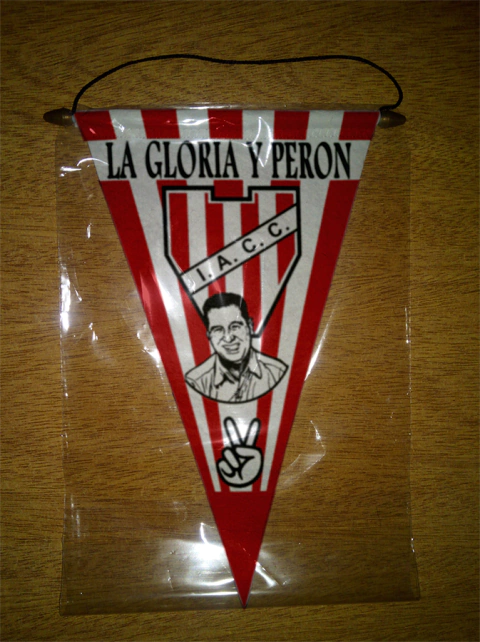 LA GLORIA Y PERON
I. A. C. C.